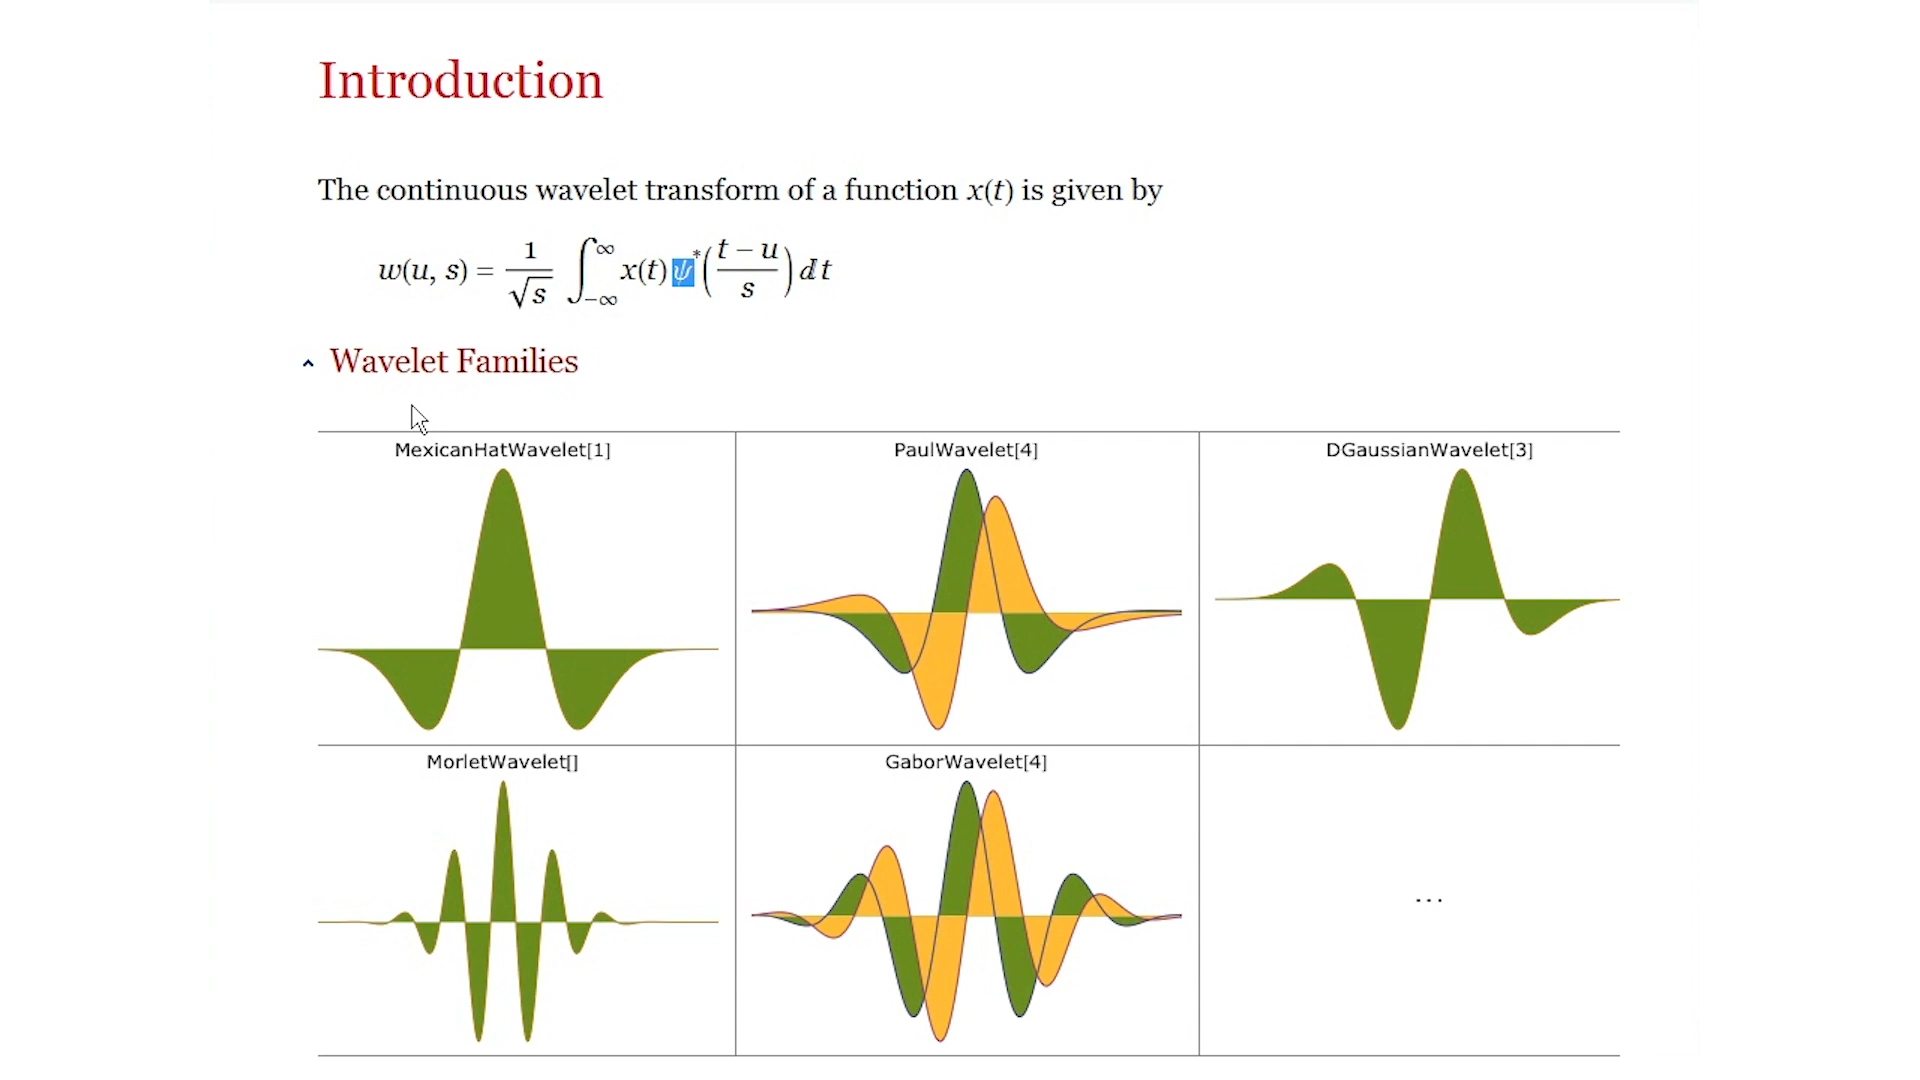 Introduction
The continuous wavelet transform of a function x(t) is given by
w(u, s) = 1/√s ∫_{-∞}^{∞} x(t) ψ*((t − u)/s) ⅆt
Wavelet Families
MexicanHatWavelet[1] PaulWavelet[4] DGaussianWavelet[3]
MorletWavelet[] GaborWavelet[4]
...